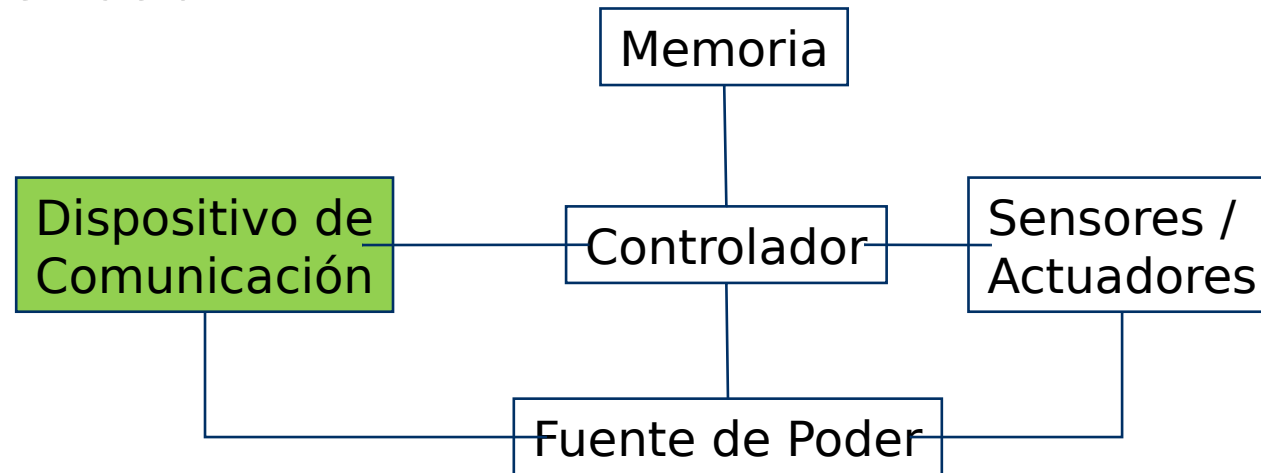 Memoria
Dispositivo de
Comunicación
Controlador
Sensores /
Actuadores
Fuente de Poder